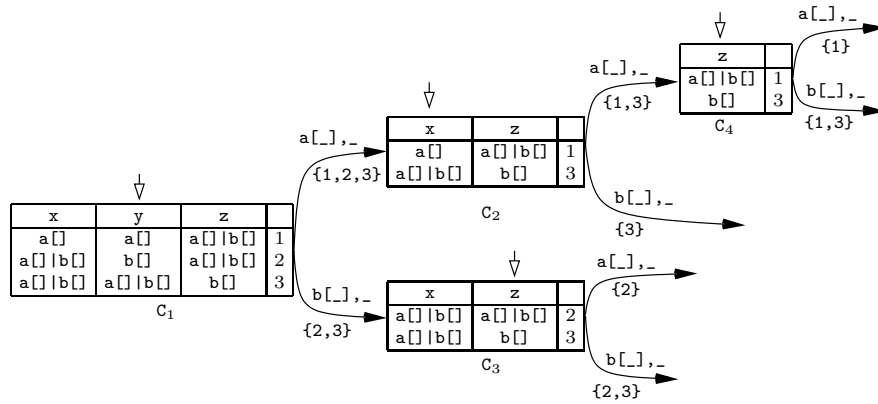 a[_],_
{1}
z
a[]|b[] 1
b[] 3
C4
b[_],_
{1,3}
a[_],_
{1,3}
x z
a[] a[]|b[] 1
a[]|b[] b[] 3
C2
b[_],_
{3}
a[_],_
{1,2,3}
x y z
a[] a[] a[]|b[] 1
a[]|b[] b[] a[]|b[] 2
a[]|b[] a[]|b[] b[] 3
C1
b[_],_
{2,3}
x z
a[]|b[] a[]|b[] 2
a[]|b[] b[] 3
C3
a[_],_
{2}
b[_],_
{2,3}